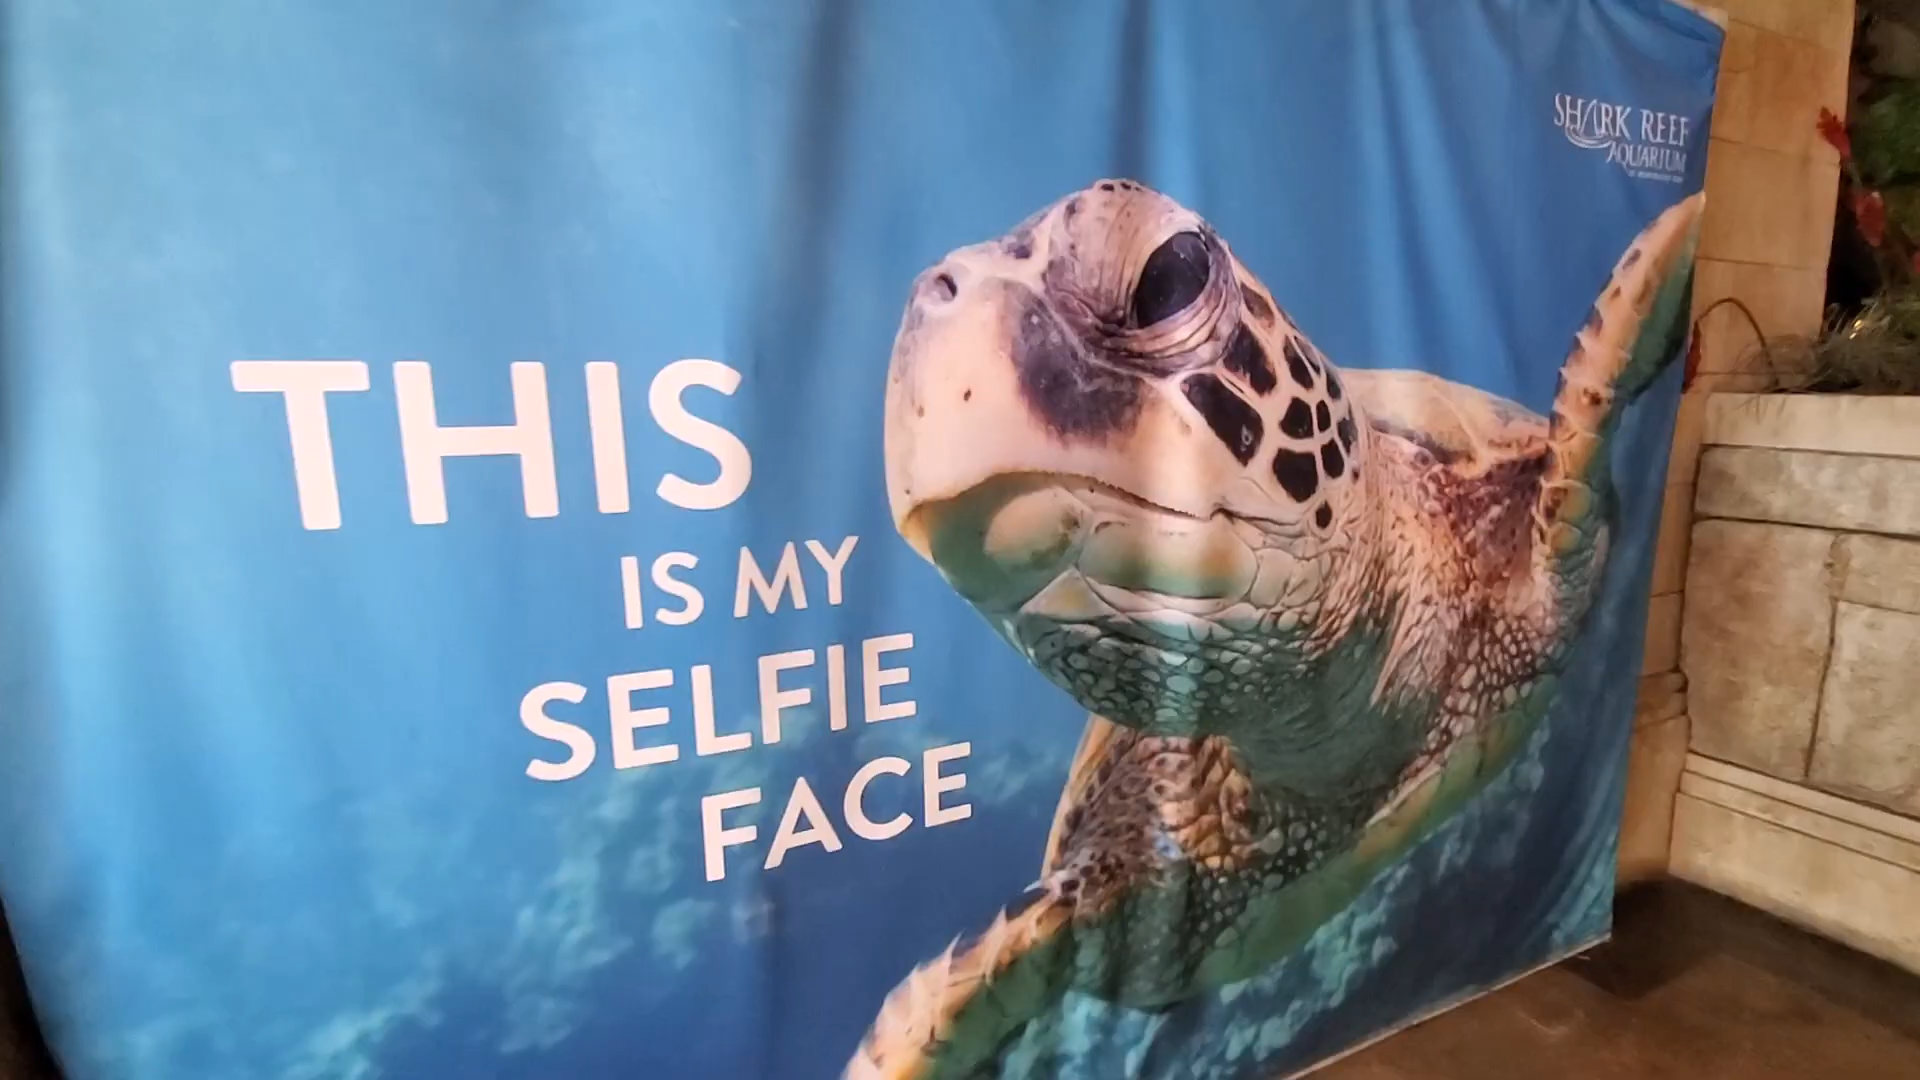 THIS
IS MY
SELFIE
FACE
SHARK REEF
AQUARIUM